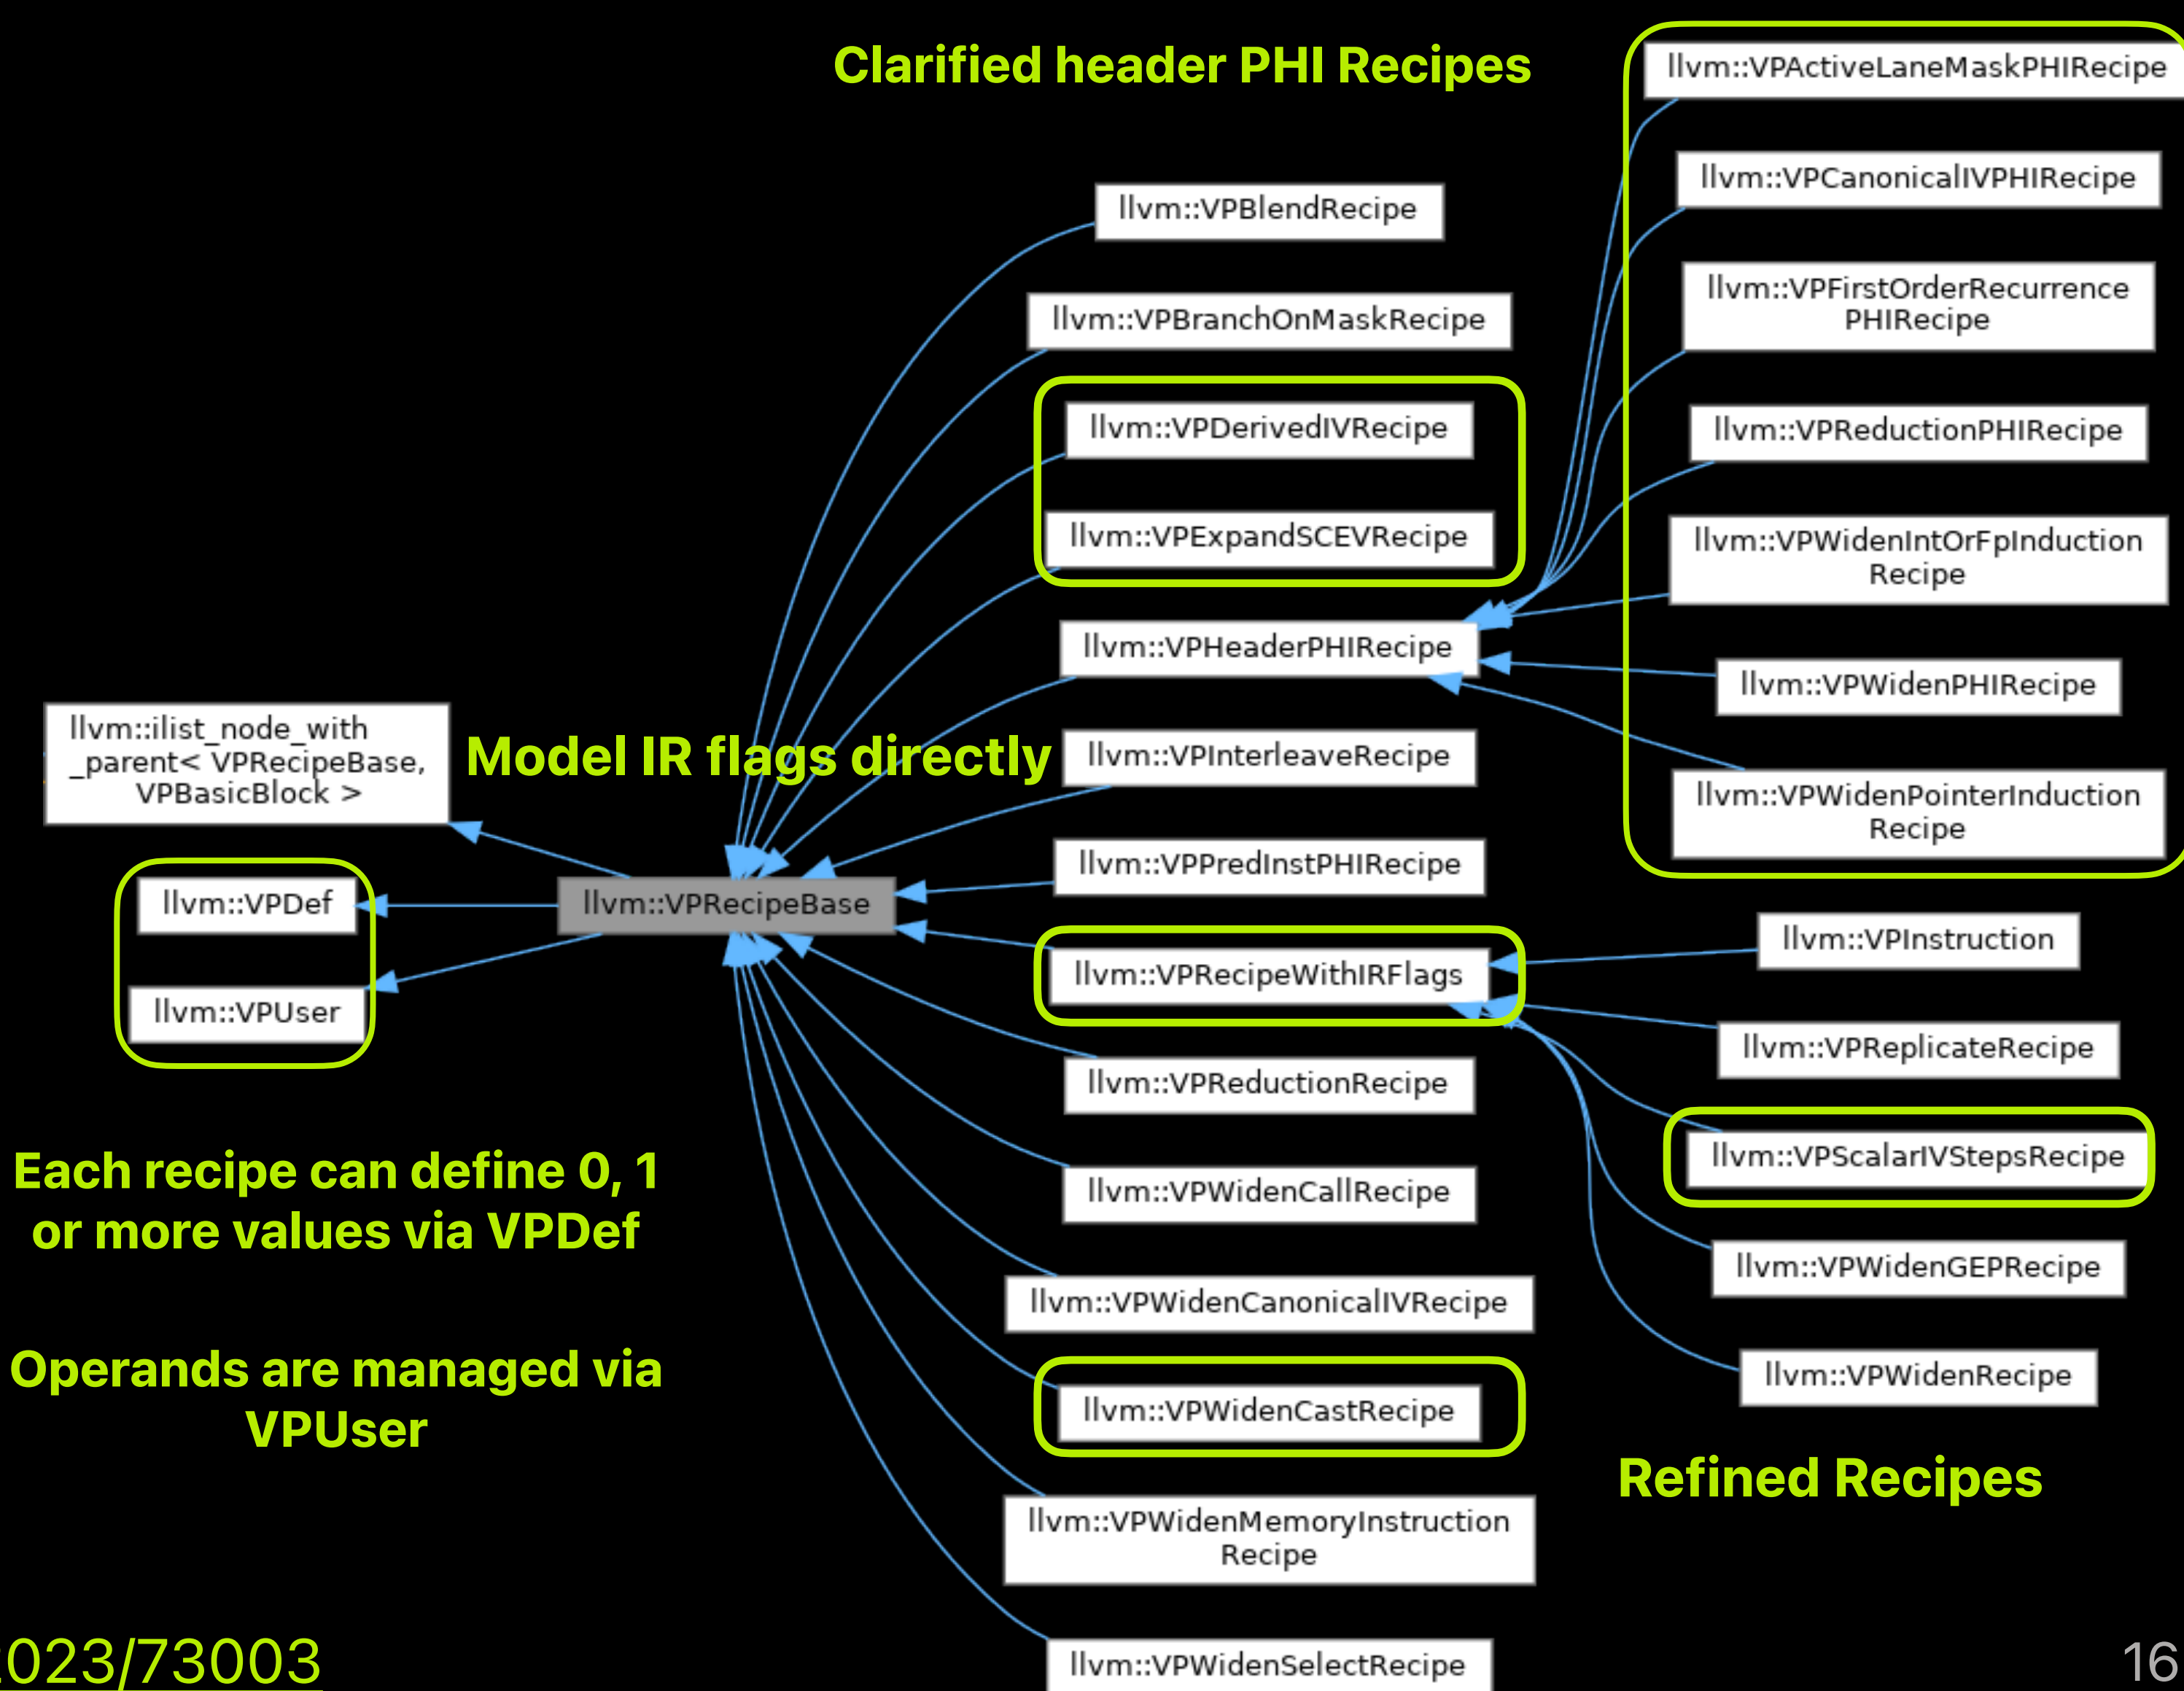 Clarified header PHI Recipes
llvm::VPActiveLaneMaskPHIRecipe
llvm::VPCanonicalIVPHIRecipe
llvm::VPBlendRecipe
llvm::VPFirstOrderRecurrence
PHIRecipe
llvm::VPBranchOnMaskRecipe
llvm::VPDerivedIVRecipe
llvm::VPReductionPHIRecipe
llvm::VPExpandSCEVRecipe
llvm::VPWidenIntOrFpInduction
Recipe
llvm::VPHeaderPHIRecipe
llvm::VPWidenPHIRecipe
llvm::ilist_node_with
_parent< VPRecipeBase,
VPBasicBlock >
Model IR flags directly
llvm::VPInterleaveRecipe
llvm::VPWidenPointerInduction
Recipe
llvm::VPPredInstPHIRecipe
llvm::VPDef
llvm::VPRecipeBase
llvm::VPInstruction
llvm::VPRecipeWithIRFlags
llvm::VPUser
llvm::VPReplicateRecipe
llvm::VPReductionRecipe
llvm::VPScalarIVStepsRecipe
Each recipe can define 0, 1
or more values via VPDef
llvm::VPWidenCallRecipe
llvm::VPWidenGEPRecipe
llvm::VPWidenCanonicalIVRecipe
Operands are managed via
VPUser
llvm::VPWidenRecipe
llvm::VPWidenCastRecipe
Refined Recipes
llvm::VPWidenMemoryInstruction
Recipe
llvm::VPWidenSelectRecipe
023/73003
16